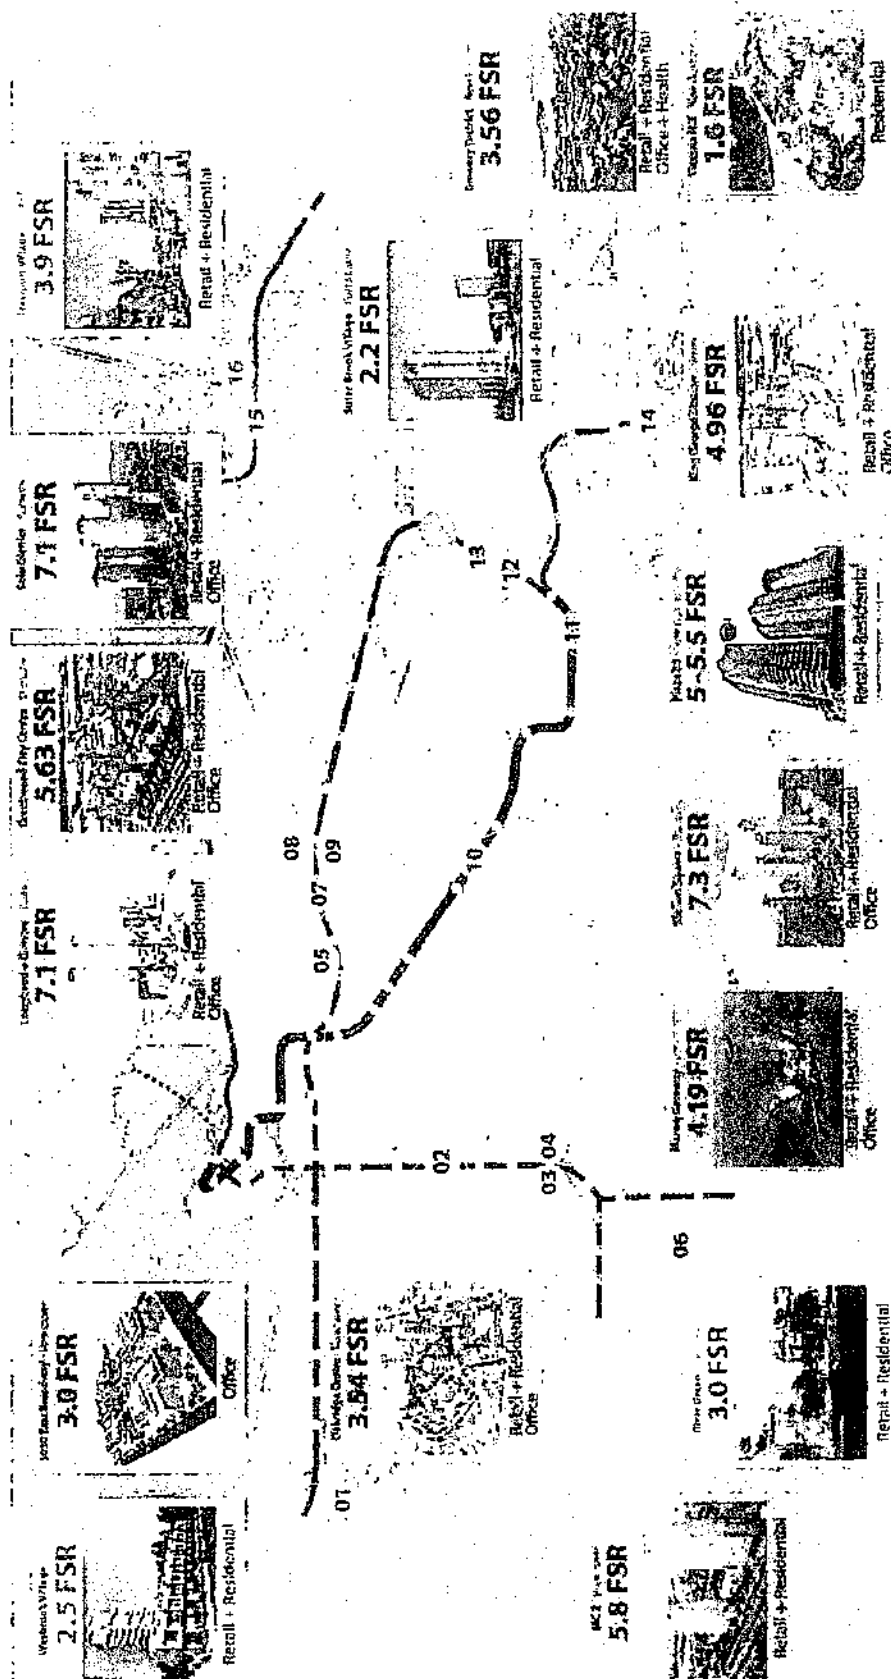 Westbrook Village
2.5 FSR
Retail + Residential
3.0 FSR
Office
7.1 FSR
Retail + Residential
Office
5.63 FSR
Retail + Residential
Office
7.1 FSR
Retail + Residential
Office
3.9 FSR
Retail + Residential
16
15
01
3.54 FSR
Retail + Residential
Office
05
07
08
09
Suter Brook Village
2.2 FSR
Retail + Residential
02
03
04
10
13
12
11
14
3.56 FSR
Retail + Residential
Office + Health
06
5.8 FSR
Retail + Residential
3.0 FSR
Retail + Residential
4.19 FSR
Retail + Residential
Office
7.3 FSR
Retail + Residential
Office
5-5.5 FSR
Retail + Residential
4.96 FSR
Retail + Residential
Office
1.6 FSR
Residential